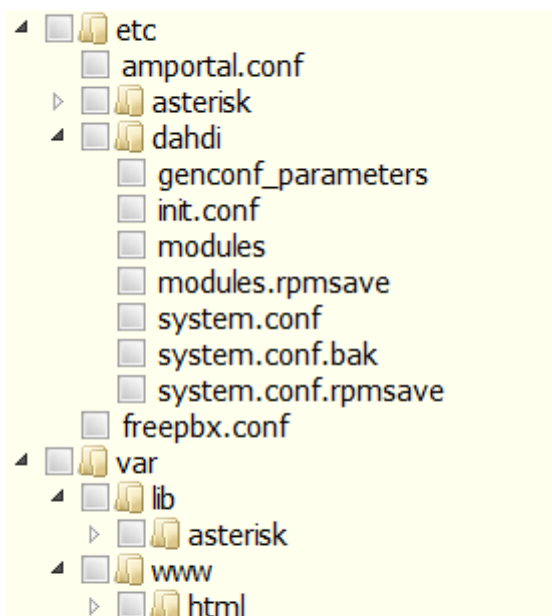 etc
amportal.conf
asterisk
dahdi
genconf_parameters
init.conf
modules
modules.rpmsave
system.conf
system.conf.bak
system.conf.rpmsave
freepbx.conf
var
lib
asterisk
www
html